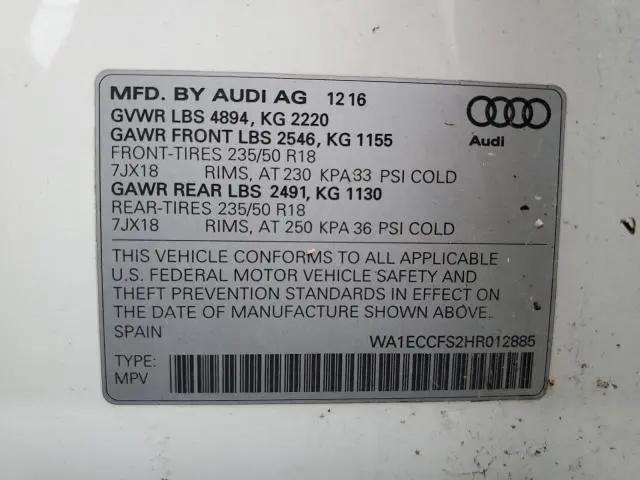 MFD. BY AUDI AG 12 16
GVWR LBS 4894, KG 2220
GAWR FRONT LBS 2546, KG 1155
FRONT-TIRES 235/50 R18
7JX18 RIMS, AT 230 KPA 33 PSI COLD
GAWR REAR LBS 2491, KG 1130
REAR-TIRES 235/50 R18
7JX18 RIMS, AT 250 KPA 36 PSI COLD
Audi
THIS VEHICLE CONFORMS TO ALL APPLICABLE
U.S. FEDERAL MOTOR VEHICLE SAFETY AND
THEFT PREVENTION STANDARDS IN EFFECT ON
THE DATE OF MANUFACTURE SHOWN ABOVE.
SPAIN
WA1ECCFS2HR012885
TYPE:
MPV